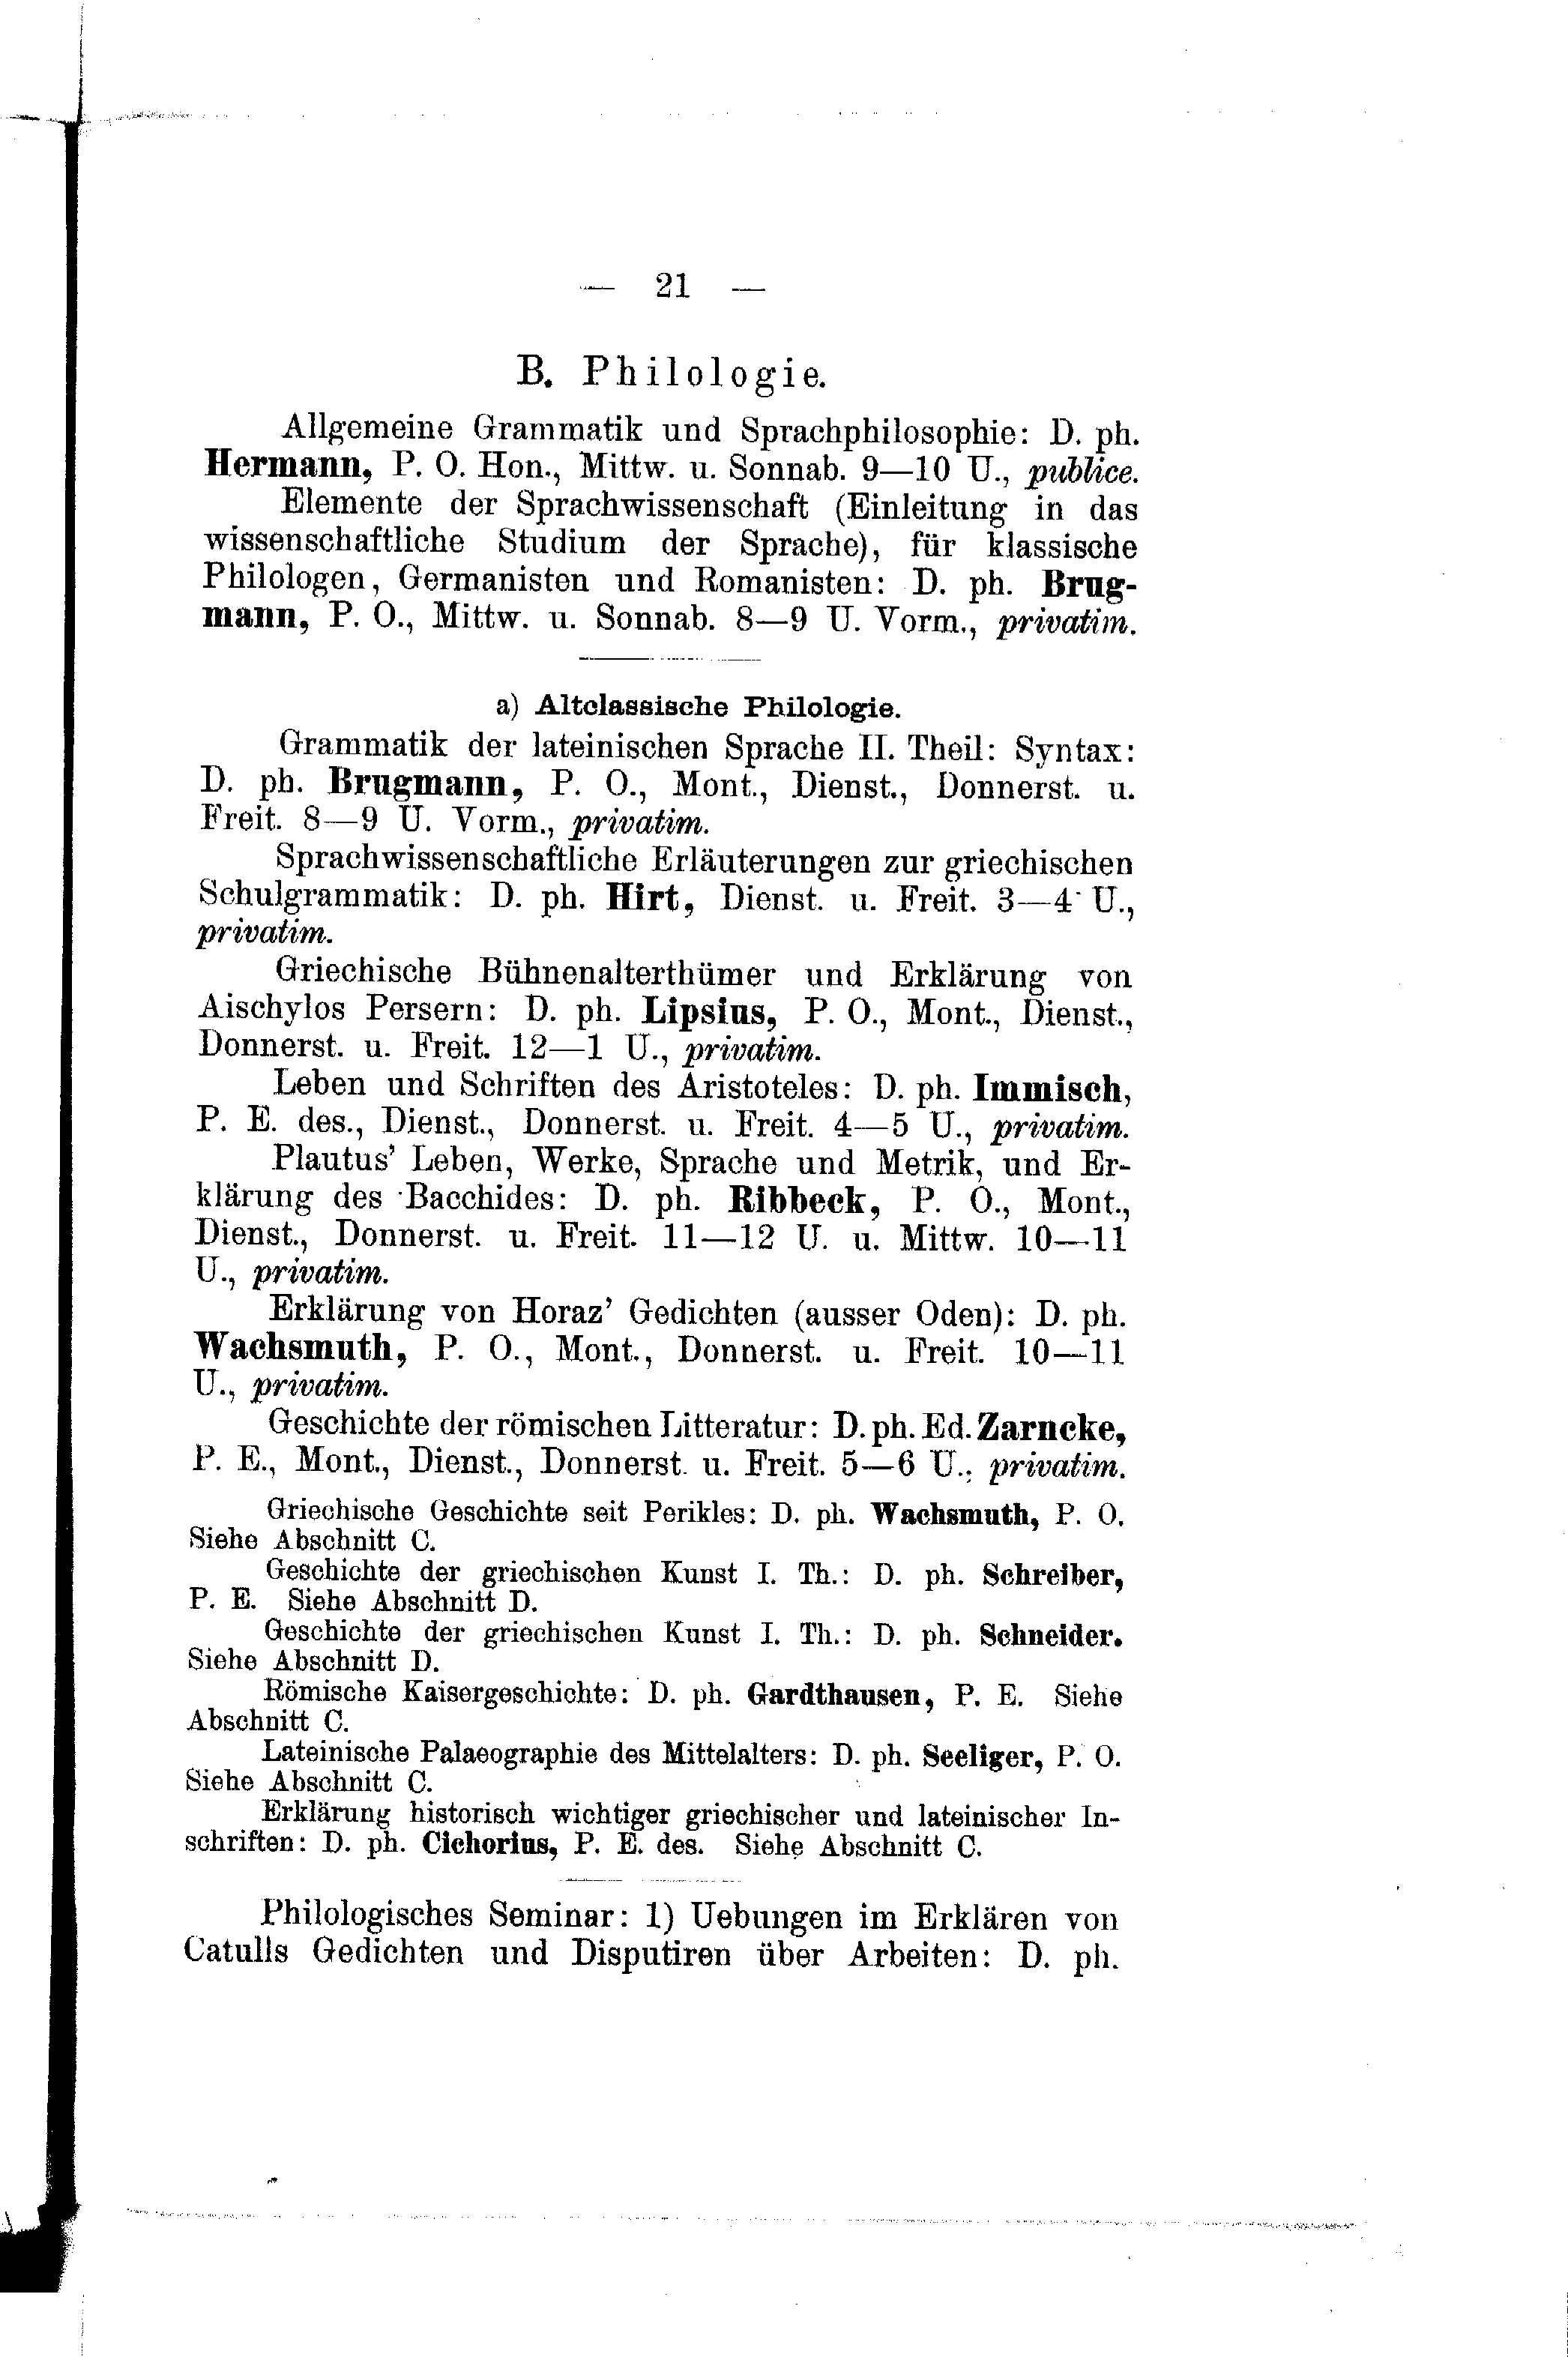 — 21 —
B. Philologie.
Allgemeine Grammatik und Sprachphilosophie: D. ph.
Hermann, P. O. Hon., Mittw. u. Sonnab. 9—10 U., publice.
Elemente der Sprachwissenschaft (Einleitung in das
wissenschaftliche Studium der Sprache), für klassische
Philologen, Germanisten und Romanisten: D. ph. Brug-
mann, P. O., Mittw. u. Sonnab. 8—9 U. Vorm., privatim.
a) Altclassische Philologie.
Grammatik der lateinischen Sprache II. Theil: Syntax:
D. ph. Brugmann, P. O., Mont., Dienst., Donnerst. u.
Freit. 8—9 U. Vorm., privatim.
Sprachwissenschaftliche Erläuterungen zur griechischen
Schulgrammatik: D. ph. Hirt, Dienst. u. Freit. 3—4 U.,
privatim.
Griechische Bühnenalterthümer und Erklärung von
Aischylos Persern: D. ph. Lipsius, P. O., Mont., Dienst.,
Donnerst. u. Freit. 12—1 U., privatim.
Leben und Schriften des Aristoteles: D. ph. Immisch,
P. E. des., Dienst., Donnerst. u. Freit. 4—5 U., privatim.
Plautus' Leben, Werke, Sprache und Metrik, und Er-
klärung des Bacchides: D. ph. Ribbeck, P. O., Mont.,
Dienst., Donnerst. u. Freit. 11—12 U. u. Mittw. 10—11
U., privatim.
Erklärung von Horaz' Gedichten (ausser Oden): D. ph.
Wachsmuth, P. O., Mont., Donnerst. u. Freit. 10—11
U., privatim.
Geschichte der römischen Litteratur: D. ph. Ed. Zarncke,
P. E., Mont., Dienst., Donnerst. u. Freit. 5—6 U., privatim.
Griechische Geschichte seit Perikles: D. ph. Wachsmuth, P. O.
Siehe Abschnitt C.
Geschichte der griechischen Kunst I. Th.: D. ph. Schreiber,
P. E. Siehe Abschnitt D.
Geschichte der griechischen Kunst I. Th.: D. ph. Schneider.
Siehe Abschnitt D.
Römische Kaisergeschichte: D. ph. Gardthausen, P. E. Siehe
Abschnitt C.
Lateinische Palaeographie des Mittelalters: D. ph. Seeliger, P. O.
Siehe Abschnitt C.
Erklärung historisch wichtiger griechischer und lateinischer In-
schriften: D. ph. Cichorius, P. E. des. Siehe Abschnitt C.
Philologisches Seminar: 1) Uebungen im Erklären von
Catulls Gedichten und Disputiren über Arbeiten: D. ph.